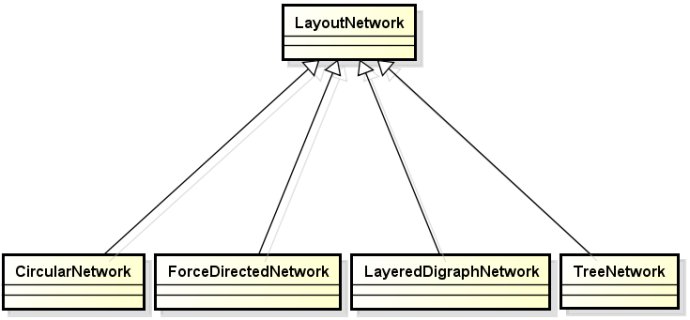 LayoutNetwork
CircularNetwork
ForceDirectedNetwork
LayeredDigraphNetwork
TreeNetwork